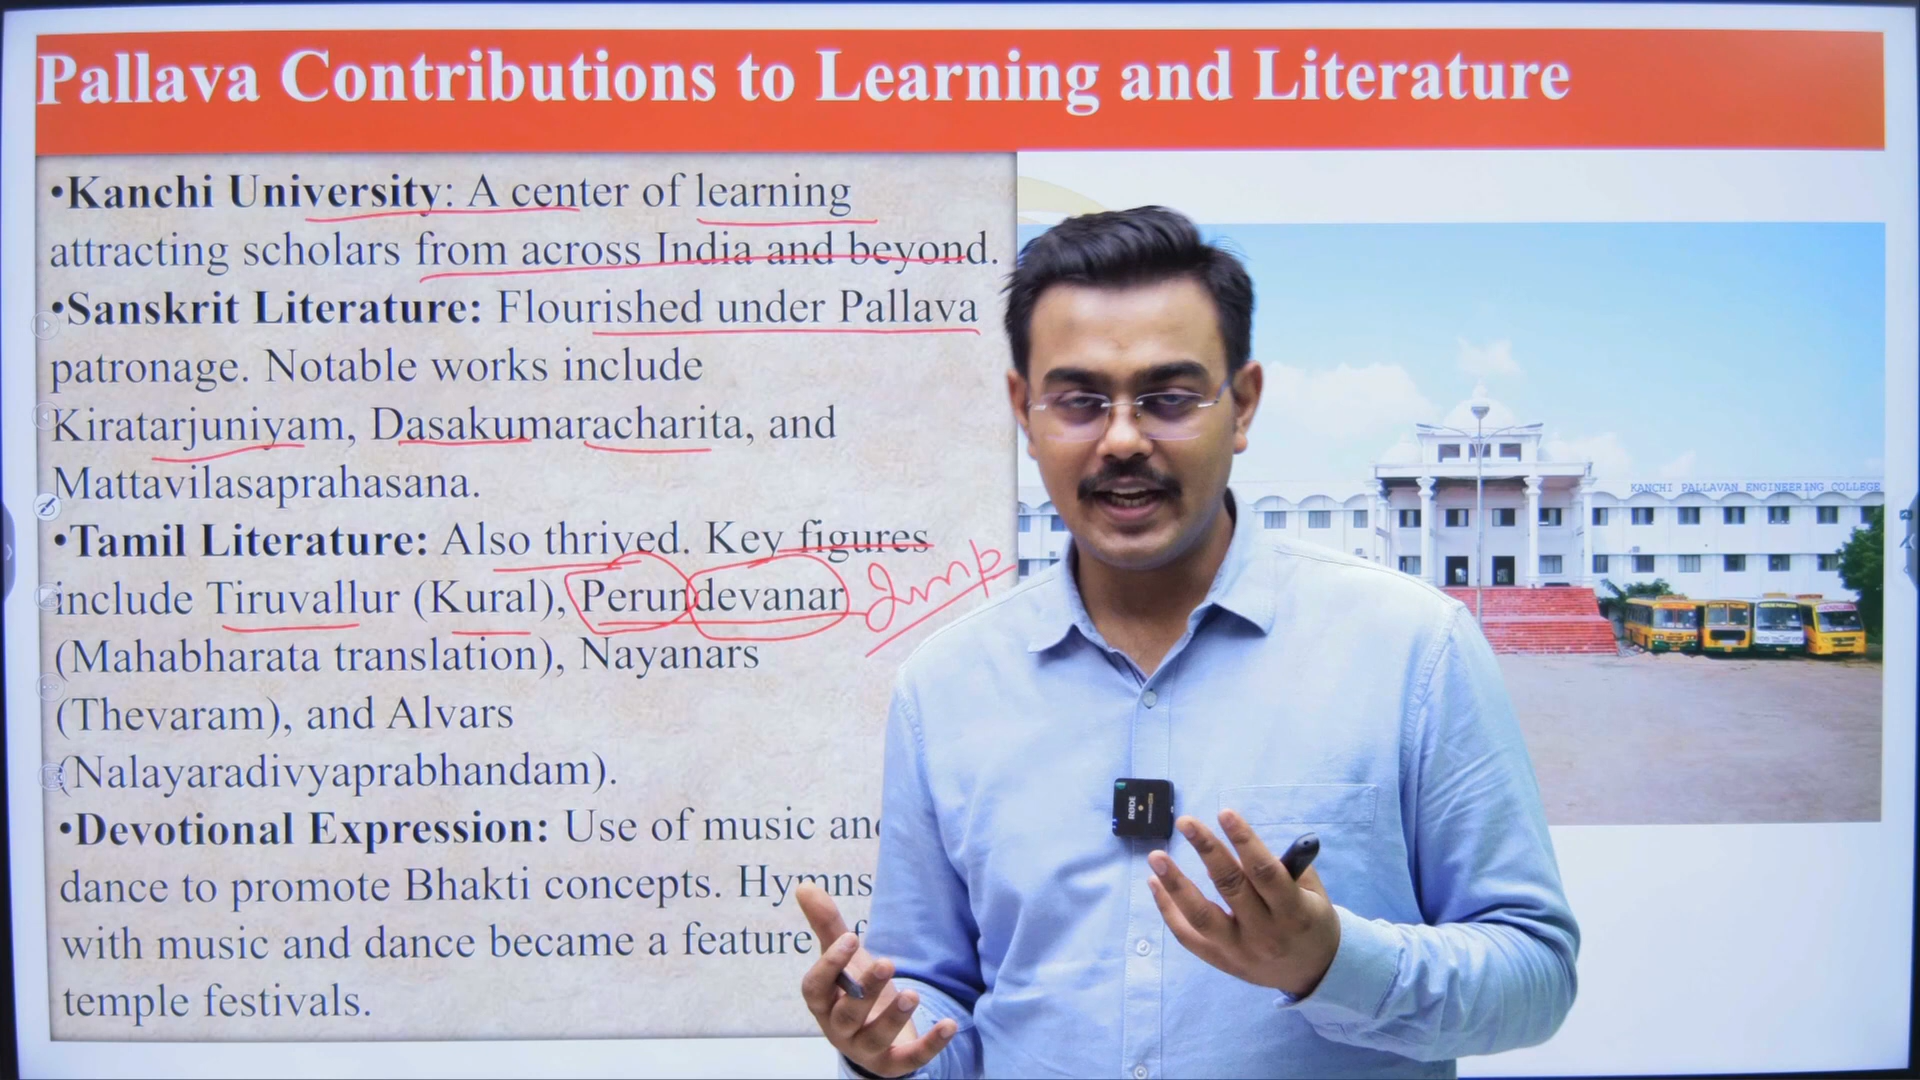 Pallava Contributions to Learning and Literature
•Kanchi University: A center of learning
attracting scholars from across India and beyond.
•Sanskrit Literature: Flourished under Pallava
patronage. Notable works include
Kiratarjuniyam, Dasakumaracharita, and
Mattavilasaprahasana.
•Tamil Literature: Also thrived. Key figures
include Tiruvallur (Kural), Perundevanar Imp
(Mahabharata translation), Nayanars
(Thevaram), and Alvars
(Nalayaradivyaprabhandam).
•Devotional Expression: Use of music and
dance to promote Bhakti concepts. Hymns
with music and dance became a feature of
temple festivals.
KANCHI PALLAVAN ENGINEERING COLLEGE
RODE